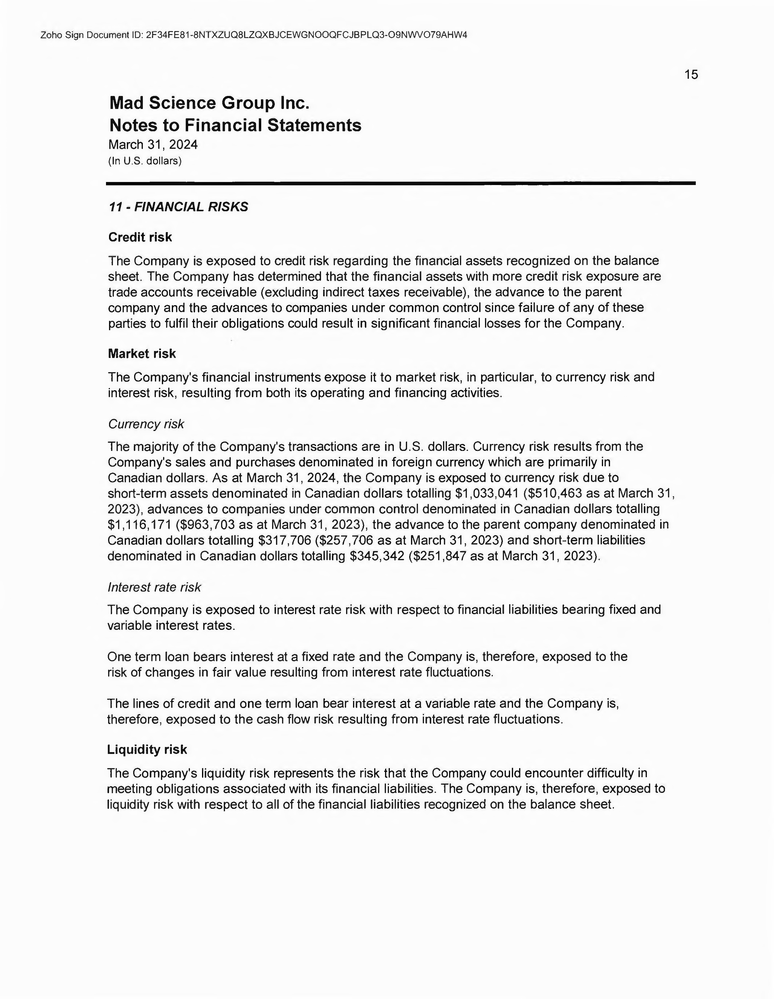 Zoho Sign Document ID: 2F34FE81-8NTXZUQ8LZQXBJCEWGNOOQFCJBPLQ3-O9NWVO79AHW4
15
Mad Science Group Inc.
Notes to Financial Statements
March 31, 2024
(In U.S. dollars)
11 - FINANCIAL RISKS
Credit risk
The Company is exposed to credit risk regarding the financial assets recognized on the balance
sheet. The Company has determined that the financial assets with more credit risk exposure are
trade accounts receivable (excluding indirect taxes receivable), the advance to the parent
company and the advances to companies under common control since failure of any of these
parties to fulfil their obligations could result in significant financial losses for the Company.
Market risk
The Company's financial instruments expose it to market risk, in particular, to currency risk and
interest risk, resulting from both its operating and financing activities.
Currency risk
The majority of the Company's transactions are in U.S. dollars. Currency risk results from the
Company's sales and purchases denominated in foreign currency which are primarily in
Canadian dollars. As at March 31, 2024, the Company is exposed to currency risk due to
short-term assets denominated in Canadian dollars totalling $1,033,041 ($510,463 as at March 31,
2023), advances to companies under common control denominated in Canadian dollars totalling
$1,116,171 ($963,703 as at March 31, 2023), the advance to the parent company denominated in
Canadian dollars totalling $317,706 ($257,706 as at March 31, 2023) and short-term liabilities
denominated in Canadian dollars totalling $345,342 ($251,847 as at March 31, 2023).
Interest rate risk
The Company is exposed to interest rate risk with respect to financial liabilities bearing fixed and
variable interest rates.
One term loan bears interest at a fixed rate and the Company is, therefore, exposed to the
risk of changes in fair value resulting from interest rate fluctuations.
The lines of credit and one term loan bear interest at a variable rate and the Company is,
therefore, exposed to the cash flow risk resulting from interest rate fluctuations.
Liquidity risk
The Company's liquidity risk represents the risk that the Company could encounter difficulty in
meeting obligations associated with its financial liabilities. The Company is, therefore, exposed to
liquidity risk with respect to all of the financial liabilities recognized on the balance sheet.